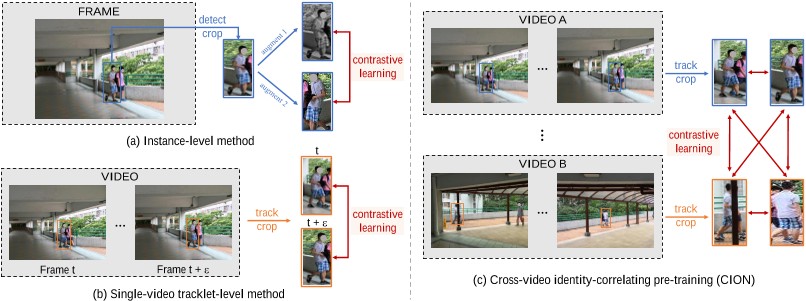 FRAME
detect
crop
augment 1
augment 2
contrastive
learning
(a) Instance-level method
VIDEO
Frame t
...
Frame t + ε
track
crop
t
t + ε
contrastive
learning
(b) Single-video tracklet-level method
VIDEO A
...
track
crop
...
contrastive
learning
VIDEO B
...
track
crop
(c) Cross-video identity-correlating pre-training (CION)